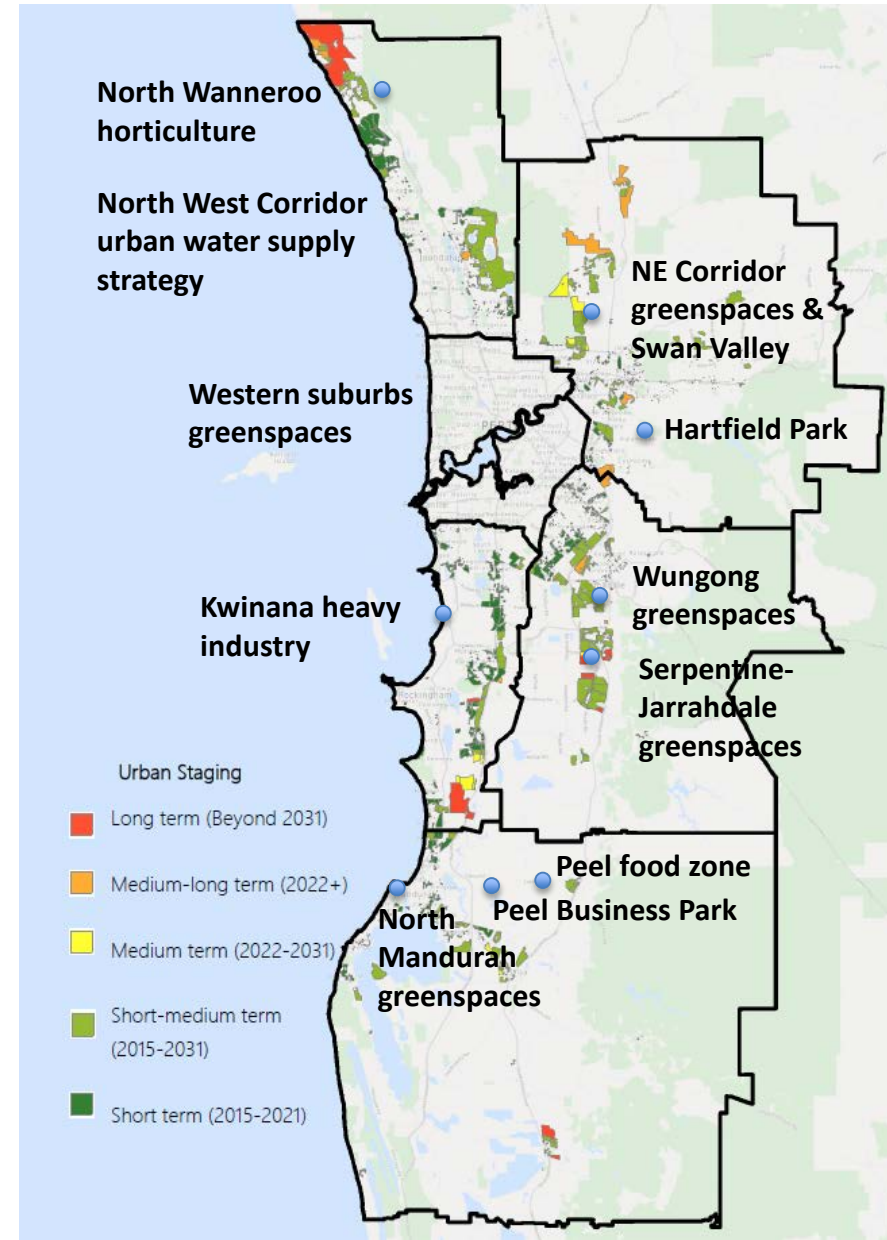 North Wanneroo
horticulture
North West Corridor
urban water supply
strategy
NE Corridor
greenspaces &
Swan Valley
Western suburbs
greenspaces
Hartfield Park
Kwinana heavy
industry
Wungong
greenspaces
Serpentine-
Jarrahdale
greenspaces
Rockingham
Peel food zone
Peel Business Park
North
Mandurah
greenspaces
Urban Staging
Long term (Beyond 2031)
Medium-long term (2022+)
Medium term (2022-2031)
Short-medium term
(2015-2031)
Short term (2015-2021)